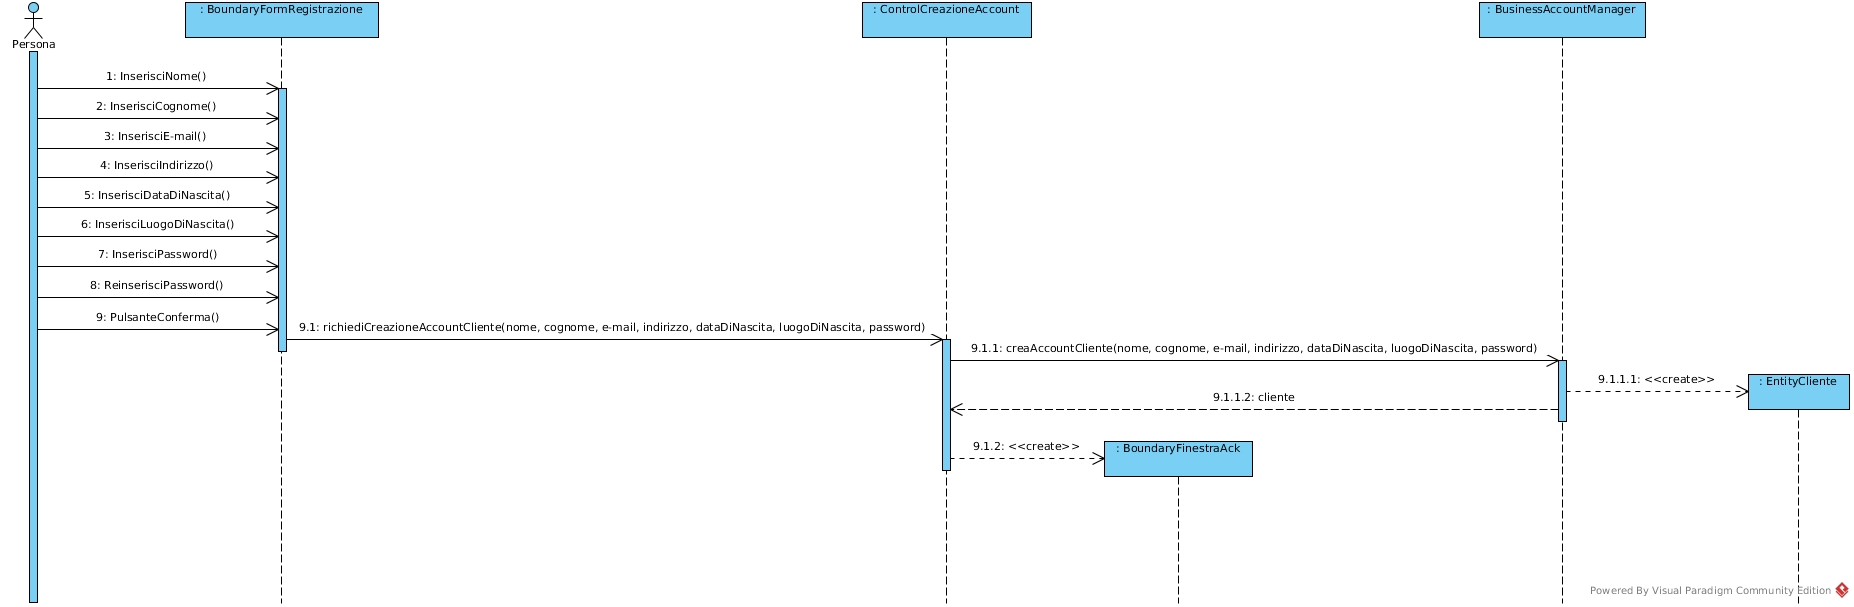 : BoundaryFormRegistrazione
: ControlCreazioneAccount
: BusinessAccountManager
Persona
1: InserisciNome()
2: InserisciCognome()
3: InserisciE-mail()
4: InserisciIndirizzo()
5: InserisciDataDiNascita()
6: InserisciLuogoDiNascita()
7: InserisciPassword()
8: ReinserisciPassword()
9: PulsanteConferma()
9.1: richiediCreazioneAccountCliente(nome, cognome, e-mail, indirizzo, dataDiNascita, luogoDiNascita, password)
9.1.1: creaAccountCliente(nome, cognome, e-mail, indirizzo, dataDiNascita, luogoDiNascita, password)
9.1.1.1: <<create>>
: EntityCliente
9.1.1.2: cliente
9.1.2: <<create>>
: BoundaryFinestraAck
Powered By Visual Paradigm Community Edition